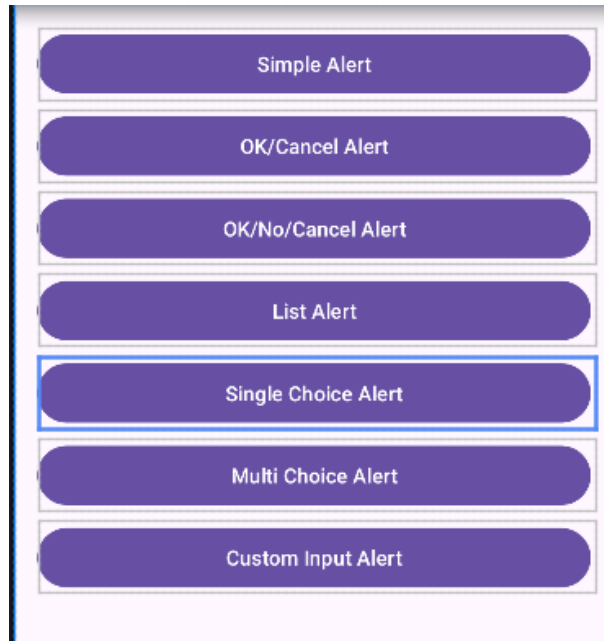 Simple Alert
OK/Cancel Alert
OK/No/Cancel Alert
List Alert
Single Choice Alert
Multi Choice Alert
Custom Input Alert